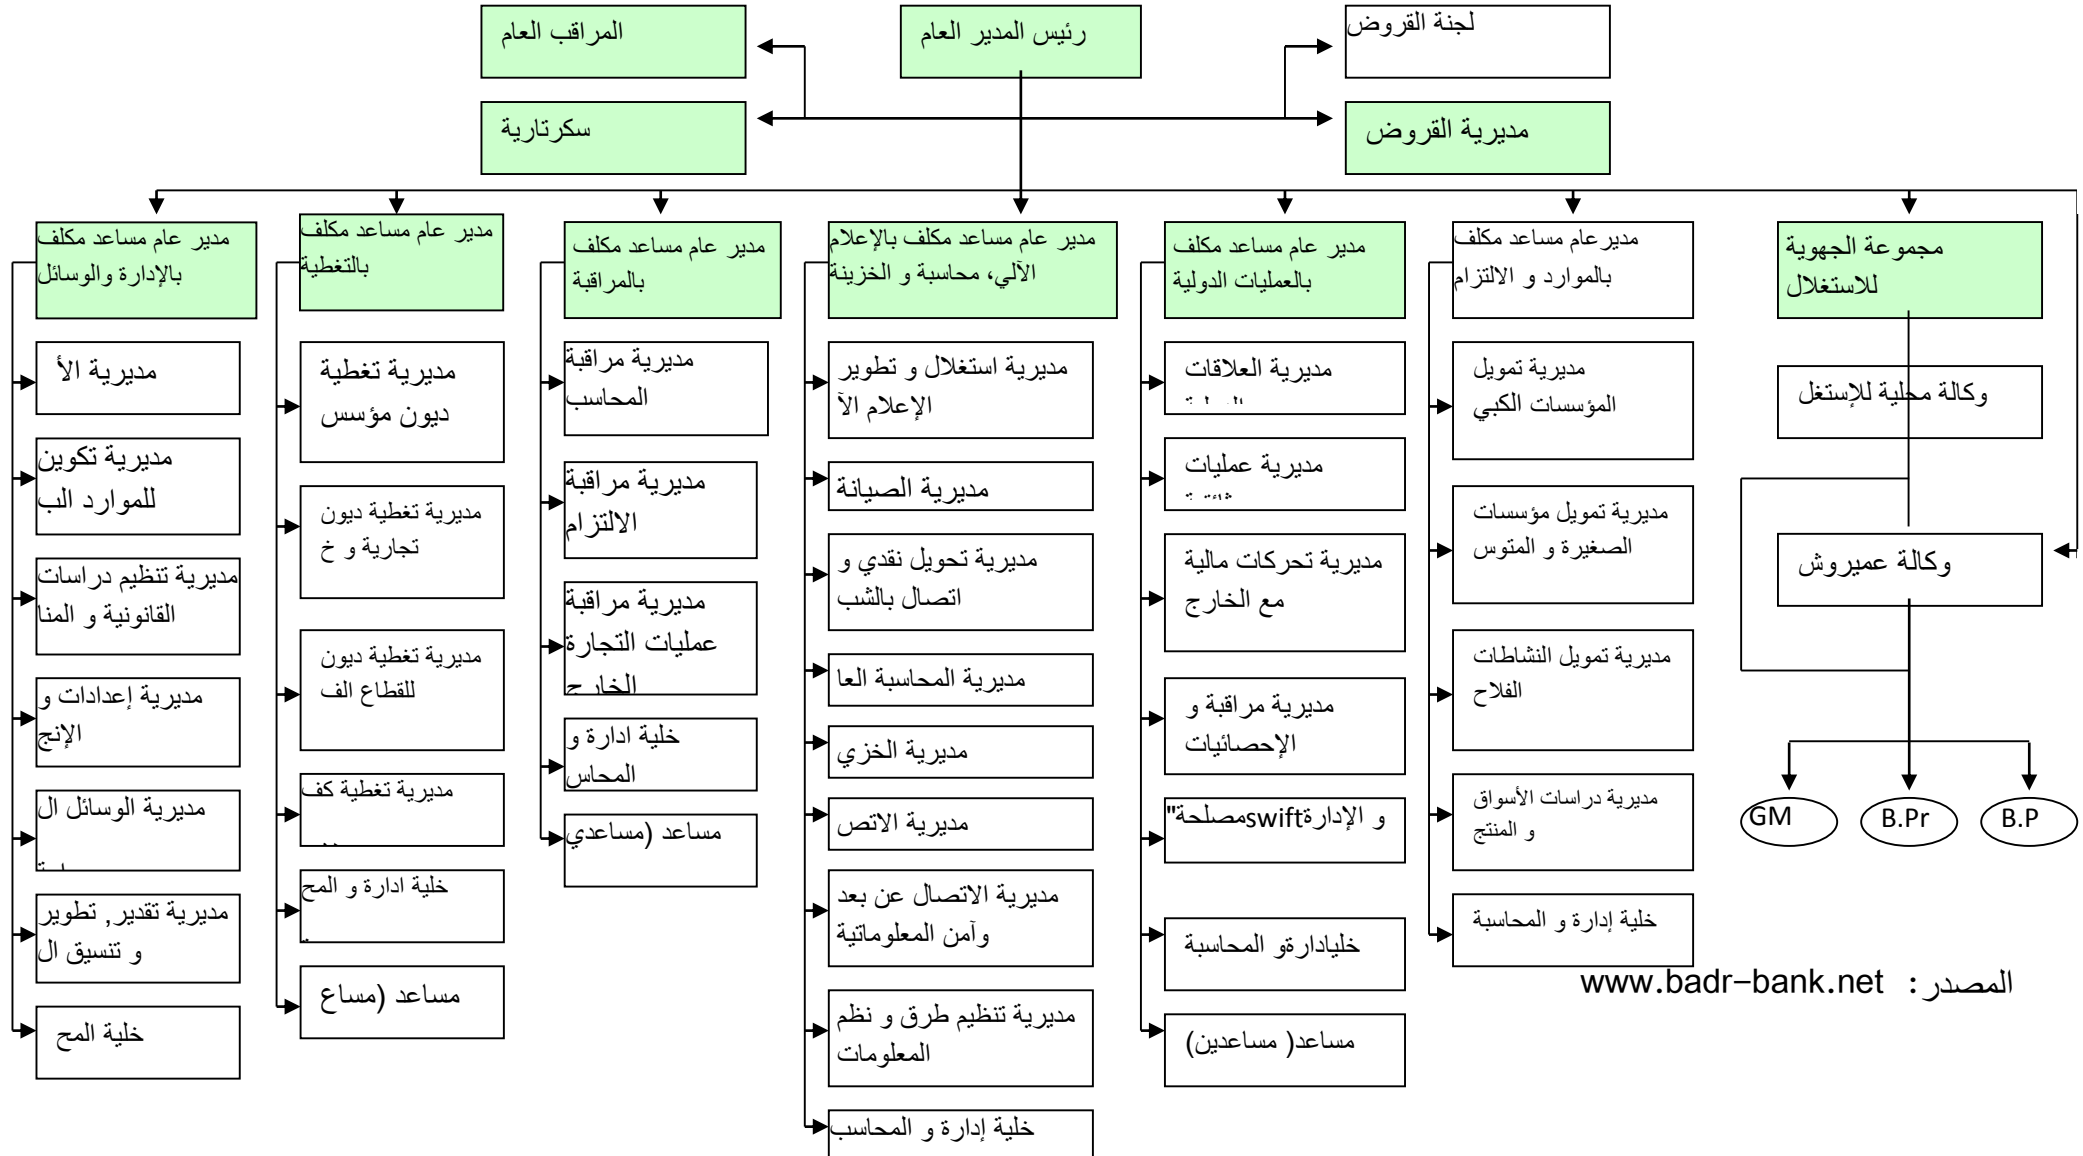 رئيس المدير العام
لجنة القروض
المراقب العام
مديرية القروض
سكرتارية
مجموعة الجهوية
للاستغلال
وكالة محلية للإستغل
وكالة عميروش
B.P
B.Pr
GM
مدير عام مساعد مكلف
بالموارد و الالتزام
مديرية تمويل
المؤسسات الكبي
مديرية تمويل مؤسسات
الصغيرة و المتوس
مديرية تمويل النشاطات
الفلاح
مديرية دراسات الأسواق
و المنتج
خلية إدارة و المحاسبة
مدير عام مساعد مكلف
بالعمليات الدولية
مديرية العلاقات
مديرية عمليات
مديرية تحركات مالية
مع الخارج
مديرية مراقبة و
الإحصائيات
"مصلحةswiftو الإدارة
خليادارةو المحاسبة
مساعد( مساعدين)
مدير عام مساعد مكلف بالإعلام
الآلي، محاسبة و الخزينة
مديرية استغلال و تطوير
الإعلام الآ
مديرية الصيانة
مديرية تحويل نقدي و
اتصال بالشب
مديرية المحاسبة العا
مديرية الخزي
مديرية الاتص
مديرية الاتصال عن بعد
وآمن المعلوماتية
مديرية تنظيم طرق و نظم
المعلومات
خلية إدارة و المحاسب
مدير عام مساعد مكلف
بالمراقبة
مديرية مراقبة
المحاسب
مديرية مراقبة
الالتزام
مديرية مراقبة
عمليات التجارة
الخارج
خلية ادارة و
المحاس
مساعد (مساعدي
مدير عام مساعد مكلف
بالتغطية
مديرية تغطية
ديون مؤسس
مديرية تغطية ديون
تجارية و خ
مديرية تغطية ديون
للقطاع الف
مديرية تغطية كف
خلية ادارة و المح
مساعد (مساع
مدير عام مساعد مكلف
بالإدارة والوسائل
مديرية الأ
مديرية تكوين
للموارد الب
مديرية تنظيم دراسات
القانونية و المنا
مديرية إعدادات و
الإنج
مديرية الوسائل ال
مديرية تقدير, تطوير
و تنسيق ال
خلية المح
المصدر: www.badr-bank.net